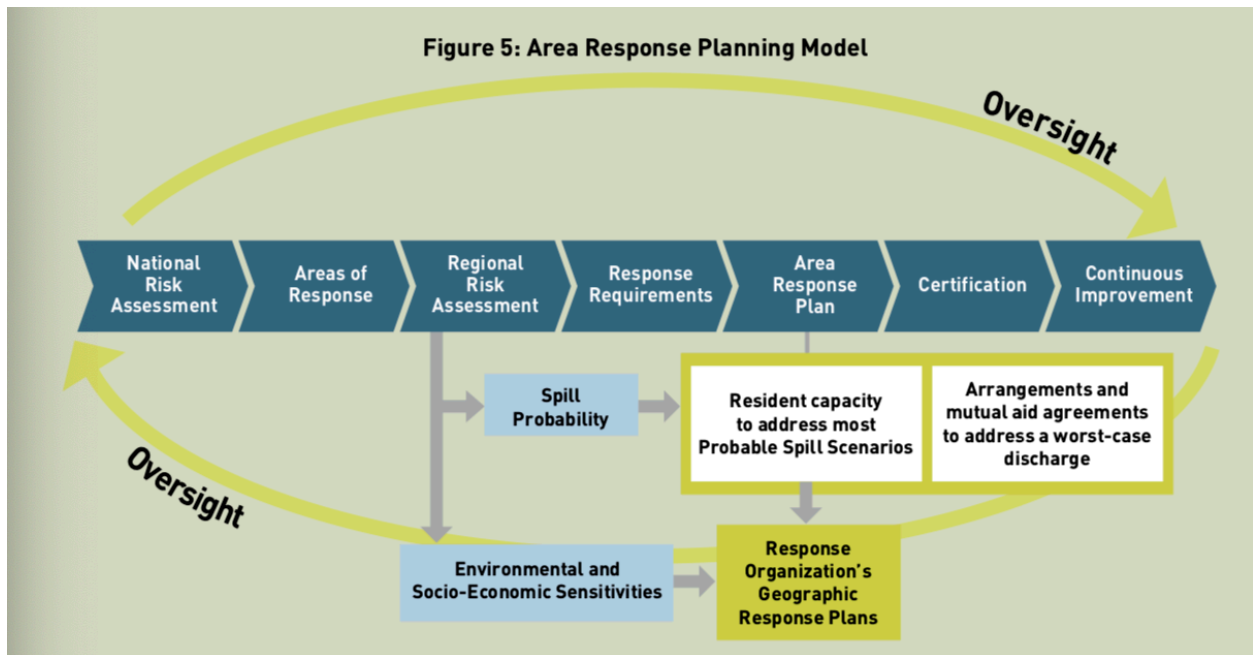 Figure 5: Area Response Planning Model
Oversight
National
Risk
Assessment
Areas of
Response
Regional
Risk
Assessment
Response
Requirements
Area
Response
Plan
Certification
Continuous
Improvement
Spill
Probability
Resident capacity
to address most
Probable Spill Scenarios
Arrangements and
mutual aid agreements
to address a worst-case
discharge
Oversight
Environmental and
Socio-Economic Sensitivities
Response
Organization's
Geographic
Response Plans